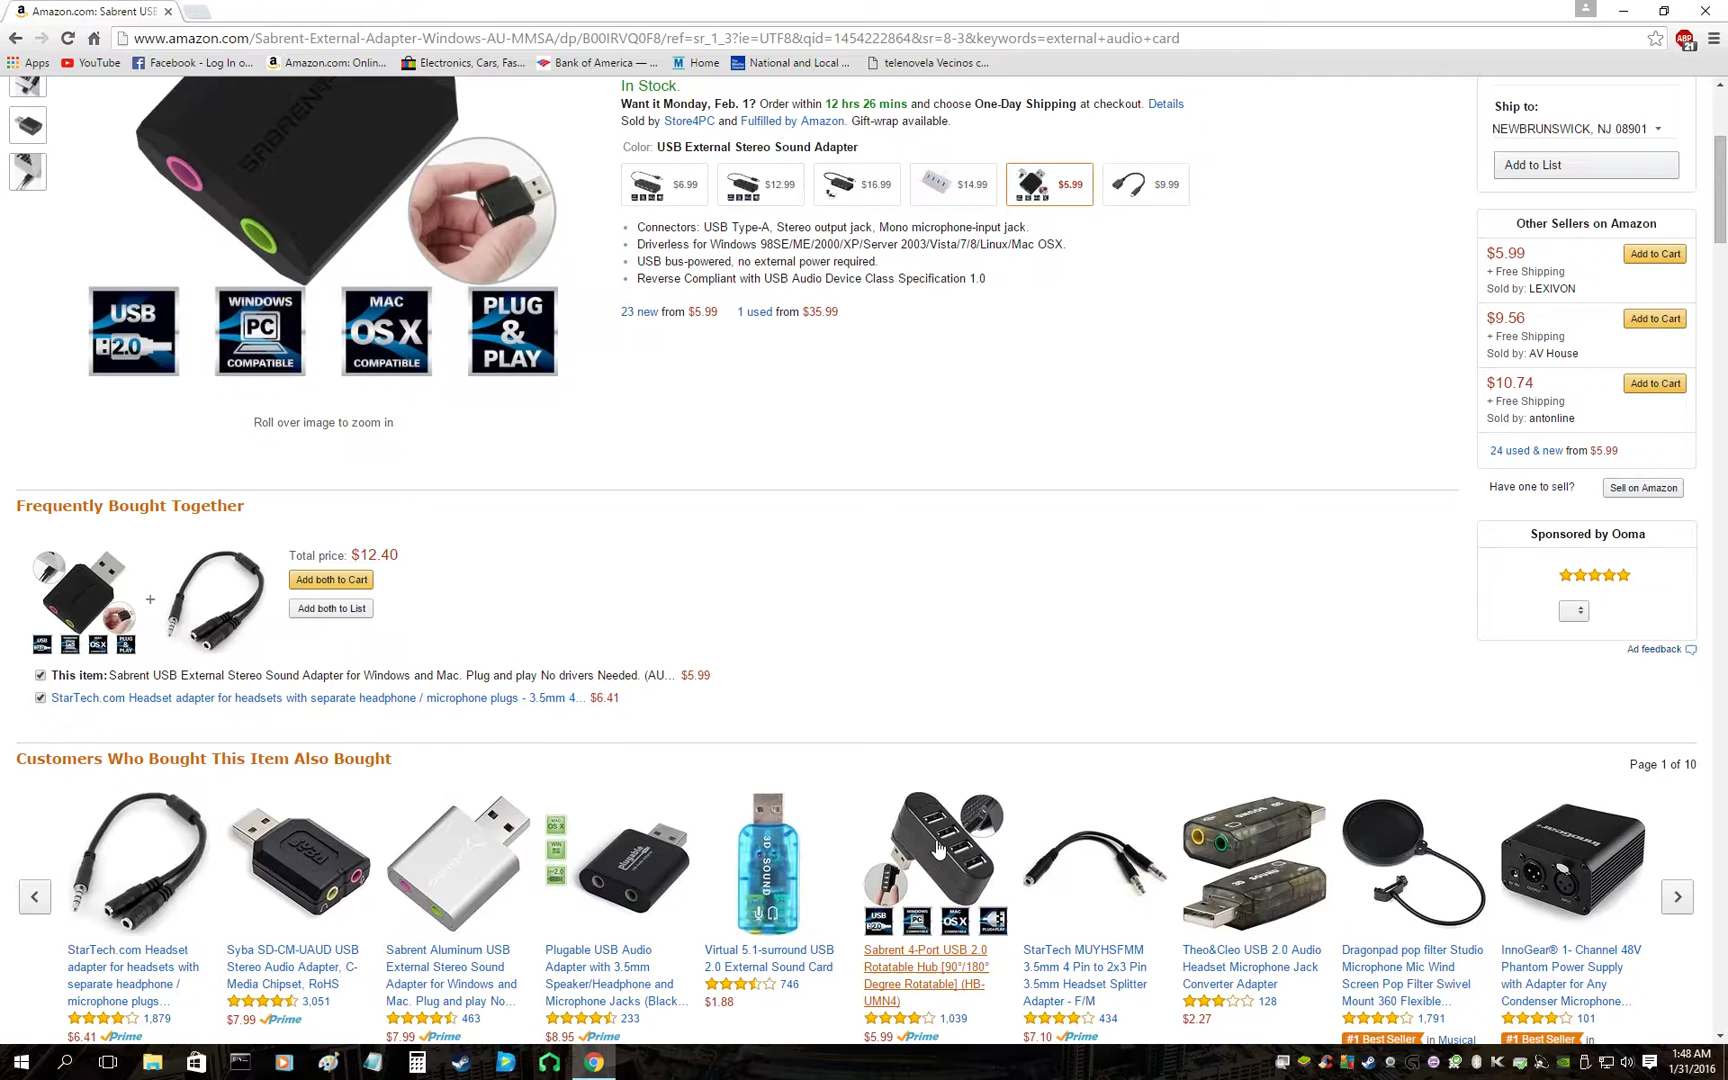 Amazon.com: Sabrent USB
www.amazon.com/Sabrent-External-Adapter-Windows-AU-MMSA/dp/B00IRVQ0F8/ref=sr_1_3?ie=UTF8&qid=1454222864&sr=8-3&keywords=external+audio+card
Apps YouTube Facebook - Log In o... Amazon.com: Onlin... Electronics, Cars, Fas... Bank of America — ... Home National and Local ... telenovela Vecinos c...
SABRENT
USB 2.0
WINDOWS PC COMPATIBLE
MAC OS X COMPATIBLE
PLUG & PLAY
Roll over image to zoom in
In Stock.
Want it Monday, Feb. 1? Order within 12 hrs 26 mins and choose One-Day Shipping at checkout. Details
Sold by Store4PC and Fulfilled by Amazon. Gift-wrap available.
Color: USB External Stereo Sound Adapter
$6.99 $12.99 $16.99 $14.99 $5.99 $9.99
Connectors: USB Type-A, Stereo output jack, Mono microphone-input jack.
Driverless for Windows 98SE/ME/2000/XP/Server 2003/Vista/7/8/Linux/Mac OSX.
USB bus-powered, no external power required.
Reverse Compliant with USB Audio Device Class Specification 1.0
23 new from $5.99 1 used from $35.99
Ship to:
NEWBRUNSWICK, NJ 08901
Add to List
Other Sellers on Amazon
$5.99 Add to Cart
+ Free Shipping
Sold by: LEXIVON
$9.56 Add to Cart
+ Free Shipping
Sold by: AV House
$10.74 Add to Cart
+ Free Shipping
Sold by: antonline
24 used & new from $5.99
Have one to sell? Sell on Amazon
Sponsored by Ooma
Ad feedback
Frequently Bought Together
+
Total price: $12.40
Add both to Cart
Add both to List
This item: Sabrent USB External Stereo Sound Adapter for Windows and Mac. Plug and play No drivers Needed. (AU... $5.99
StarTech.com Headset adapter for headsets with separate headphone / microphone plugs - 3.5mm 4... $6.41
Customers Who Bought This Item Also Bought
Page 1 of 10
StarTech.com Headset
adapter for headsets with
separate headphone /
microphone plugs...
1,879
$6.41 Prime
Syba SD-CM-UAUD USB
Stereo Audio Adapter, C-
Media Chipset, RoHS
3,051
$7.99 Prime
Sabrent Aluminum USB
External Stereo Sound
Adapter for Windows and
Mac. Plug and play No...
463
$7.99 Prime
Plugable USB Audio
Adapter with 3.5mm
Speaker/Headphone and
Microphone Jacks (Black...
233
$8.95 Prime
Virtual 5.1-surround USB
2.0 External Sound Card
746
$1.88
Sabrent 4-Port USB 2.0
Rotatable Hub [90°/180°
Degree Rotatable] (HB-
UMN4)
1,039
$5.99 Prime
StarTech MUYHSFMM
3.5mm 4 Pin to 2x3 Pin
3.5mm Headset Splitter
Adapter - F/M
434
$7.10 Prime
Theo&Cleo USB 2.0 Audio
Headset Microphone Jack
Converter Adapter
128
$2.27
Dragonpad pop filter Studio
Microphone Mic Wind
Screen Pop Filter Swivel
Mount 360 Flexible...
1,791
#1 Best Seller in Musical
InnoGear® 1- Channel 48V
Phantom Power Supply
with Adapter for Any
Condenser Microphone...
101
#1 Best Seller in
1:48 AM
1/31/2016